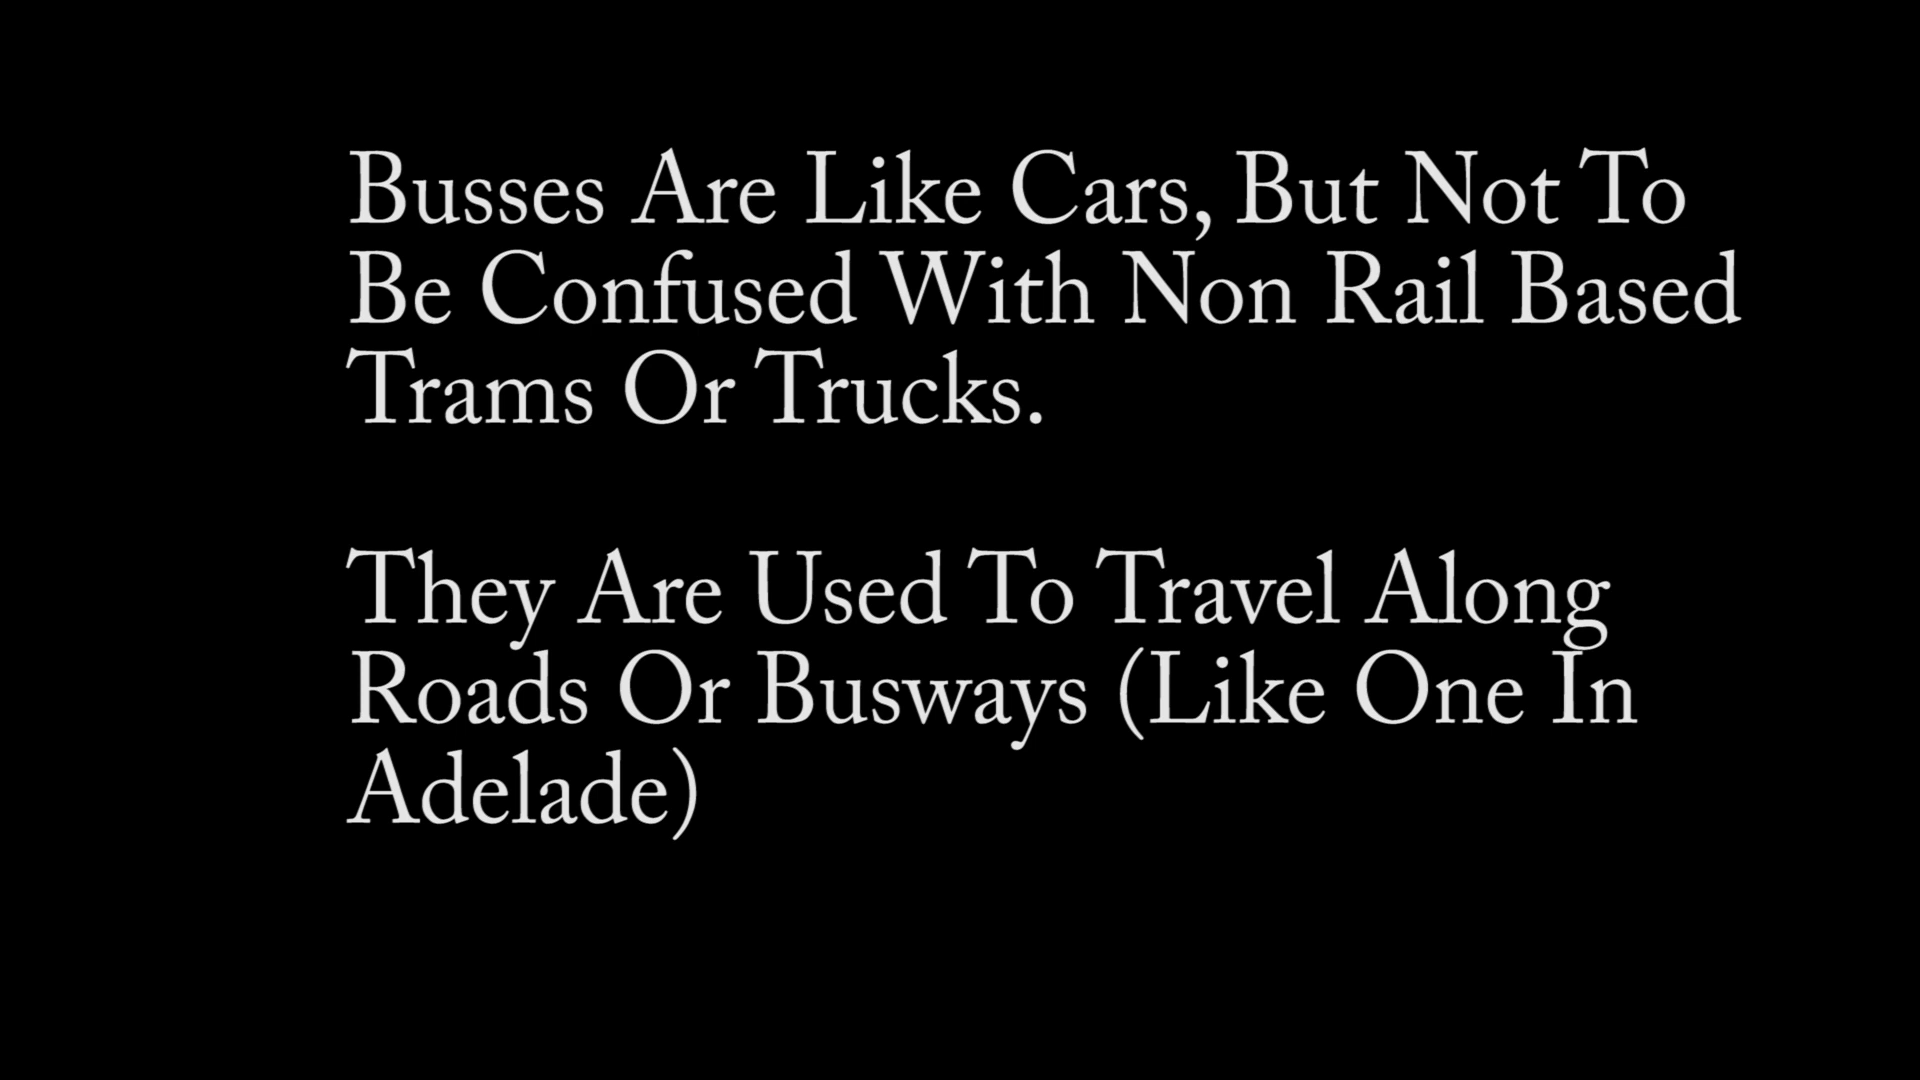 Busses Are Like Cars, But Not To
Be Confused With Non Rail Based
Trams Or Trucks.
They Are Used To Travel Along
Roads Or Busways (Like One In
Adelade)